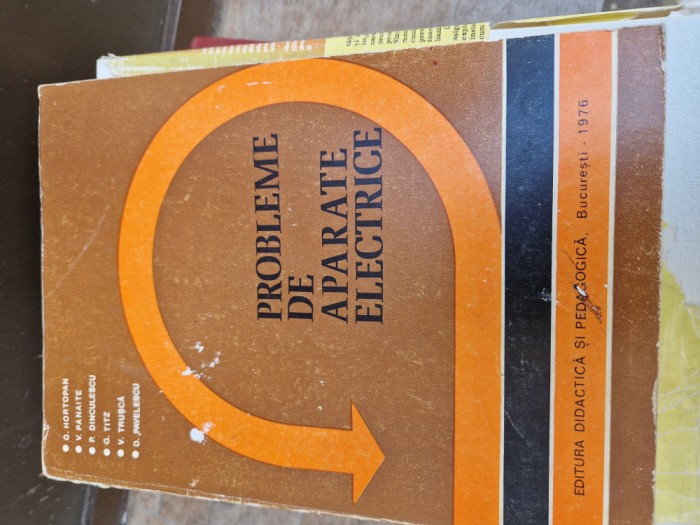 G. HORTOPAN
V. PANAITE
P. DINCULESCU
G. TITZ
V. TRUȘCĂ
D. PAVELESCU
PROBLEME
DE
APARATE
ELECTRICE
EDITURA DIDACTICĂ ȘI PEDAGOGICĂ, București - 1976